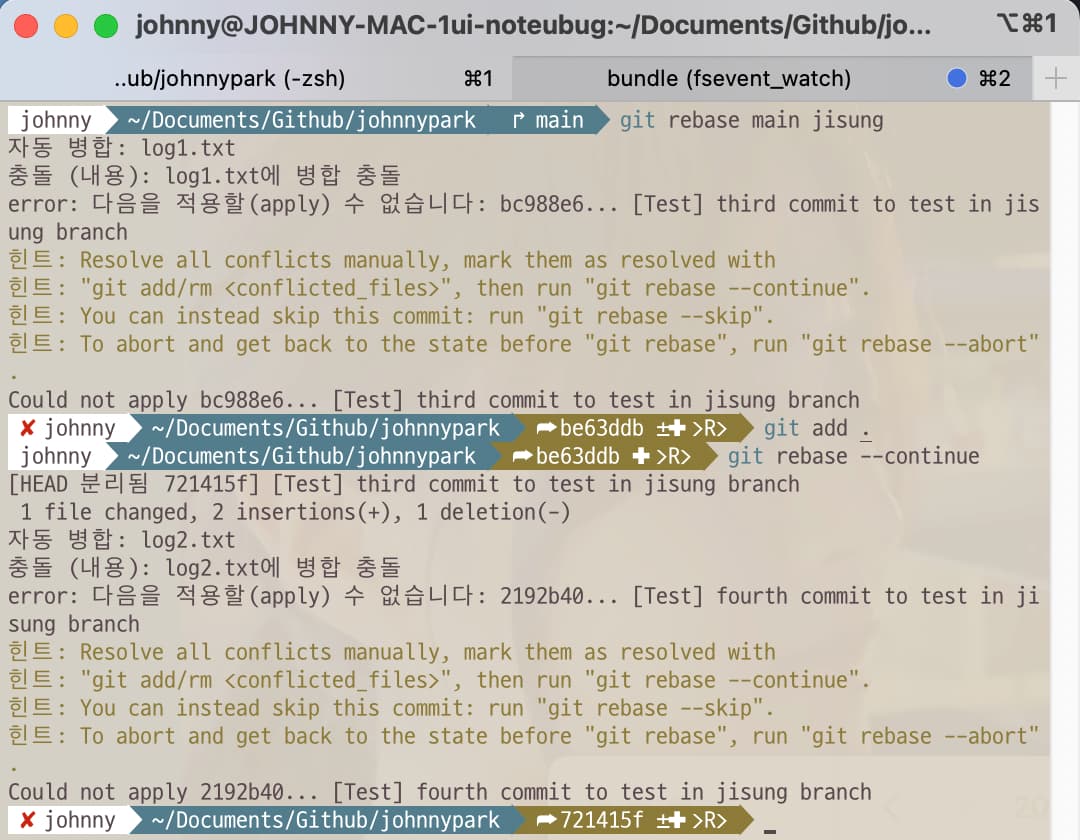 johnny@JOHNNY-MAC-1ui-noteubug:~/Documents/Github/jo... ⌥⌘1
..ub/johnnypark (-zsh) ⌘1 bundle (fsevent_watch) ⌘2 +
johnny ~/Documents/Github/johnnypark ↱ main git rebase main jisung
자동 병합: log1.txt
충돌 (내용): log1.txt에 병합 충돌
error: 다음을 적용할(apply) 수 없습니다: bc988e6... [Test] third commit to test in jis
ung branch
힌트: Resolve all conflicts manually, mark them as resolved with
힌트: "git add/rm <conflicted_files>", then run "git rebase --continue".
힌트: You can instead skip this commit: run "git rebase --skip".
힌트: To abort and get back to the state before "git rebase", run "git rebase --abort"
.
Could not apply bc988e6... [Test] third commit to test in jisung branch
✘ johnny ~/Documents/Github/johnnypark ➦ be63ddb ±✚ >R> git add .
johnny ~/Documents/Github/johnnypark ➦ be63ddb ✚ >R> git rebase --continue
[HEAD 분리됨 721415f] [Test] third commit to test in jisung branch
1 file changed, 2 insertions(+), 1 deletion(-)
자동 병합: log2.txt
충돌 (내용): log2.txt에 병합 충돌
error: 다음을 적용할(apply) 수 없습니다: 2192b40... [Test] fourth commit to test in ji
sung branch
힌트: Resolve all conflicts manually, mark them as resolved with
힌트: "git add/rm <conflicted_files>", then run "git rebase --continue".
힌트: You can instead skip this commit: run "git rebase --skip".
힌트: To abort and get back to the state before "git rebase", run "git rebase --abort"
.
Could not apply 2192b40... [Test] fourth commit to test in jisung branch
✘ johnny ~/Documents/Github/johnnypark ➦ 721415f ±✚ >R>